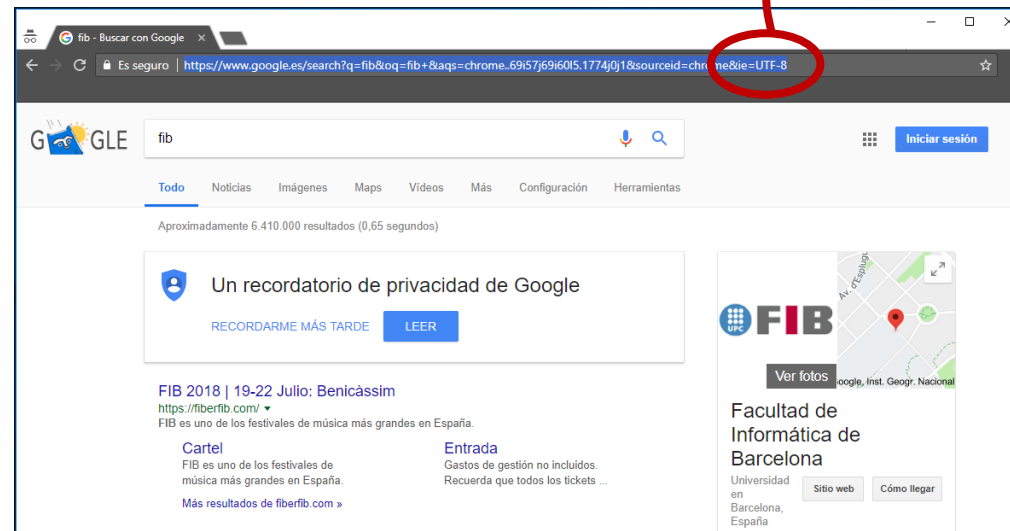 fib - Buscar con Google
Es seguro | https://www.google.es/search?q=fib&oq=fib+&aqs=chrome..69i57j69i60l5.1774j0j1&sourceid=chrome&ie=UTF-8
G GLE
fib
Iniciar sesión
Todo Noticias Imágenes Maps Vídeos Más Configuración Herramientas
Aproximadamente 6.410.000 resultados (0,65 segundos)
Un recordatorio de privacidad de Google
RECORDARME MÁS TARDE LEER
FIB 2018 | 19-22 Julio: Benicàssim
https://fiberfib.com/
FIB es uno de los festivales de música más grandes en España.
Cartel
FIB es uno de los festivales de
música más grandes en España.
Entrada
Gastos de gestión no incluidos.
Recuerda que todos los tickets ...
Más resultados de fiberfib.com »
UPC FIB
Av. d'Esplug
Ver fotos
oogle, Inst. Geogr. Nacional
Facultad de
Informática de
Barcelona
Universidad
en
Barcelona,
España
Sitio web Cómo llegar